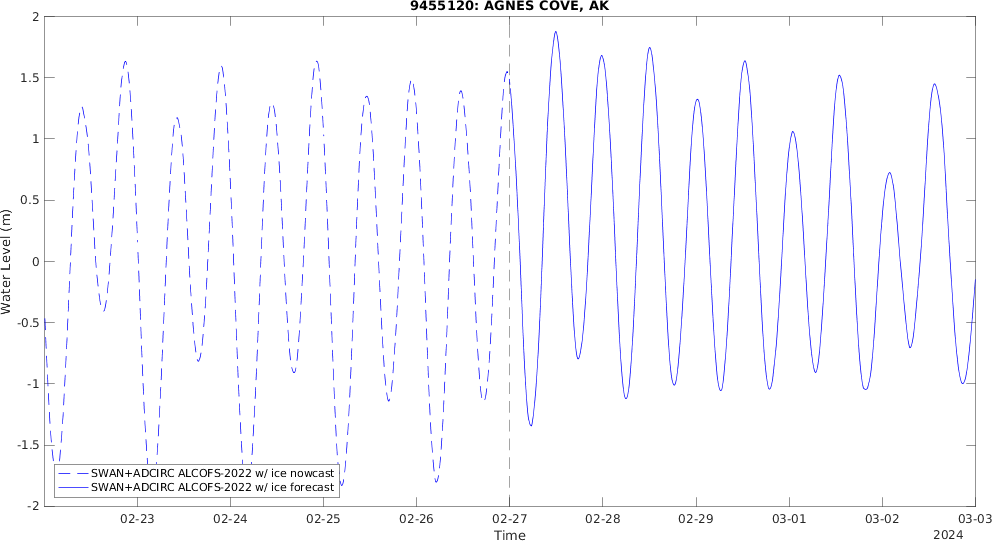 9455120: AGNES COVE, AK
2
1.5
1
0.5
0
-0.5
-1
-1.5
-2
Water Level (m)
SWAN+ADCIRC ALCOFS-2022 w/ ice nowcast
SWAN+ADCIRC ALCOFS-2022 w/ ice forecast
02-23 02-24 02-25 02-26 02-27 02-28 02-29 03-01 03-02 03-03
Time
2024